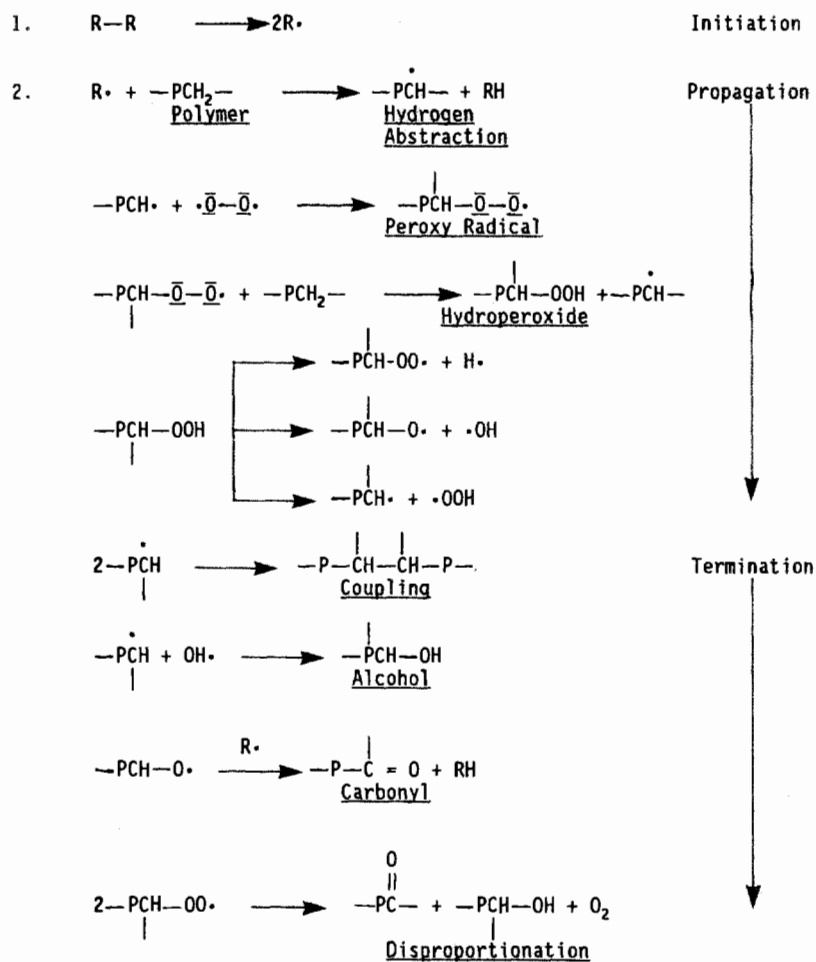 1. R—R ⟶ 2R· Initiation
2. R· + —PCH₂— ⟶ —PĊH— + RH Propagation
Polymer Hydrogen
Abstraction
—PCH· + ·Ō̲—Ō̲· ⟶ —PCH—Ō̲—Ō̲·
Peroxy Radical
—PCH—Ō̲—Ō̲· + —PCH₂— ⟶ —PCH—OOH + —PĊH—
Hydroperoxide
—PCH-OO· + H·
—PCH—OOH ⟶ —PCH—O· + ·OH
—PCH· + ·OOH
2—PĊH ⟶ —P—CH—CH—P— Termination
Coupling
—PĊH + OH· ⟶ —PCH—OH
Alcohol
R·
—PCH—O· ⟶ —P—C = O + RH
Carbonyl
O
2—PCH—OO· ⟶ —PC— + —PCH—OH + O₂
Disproportionation